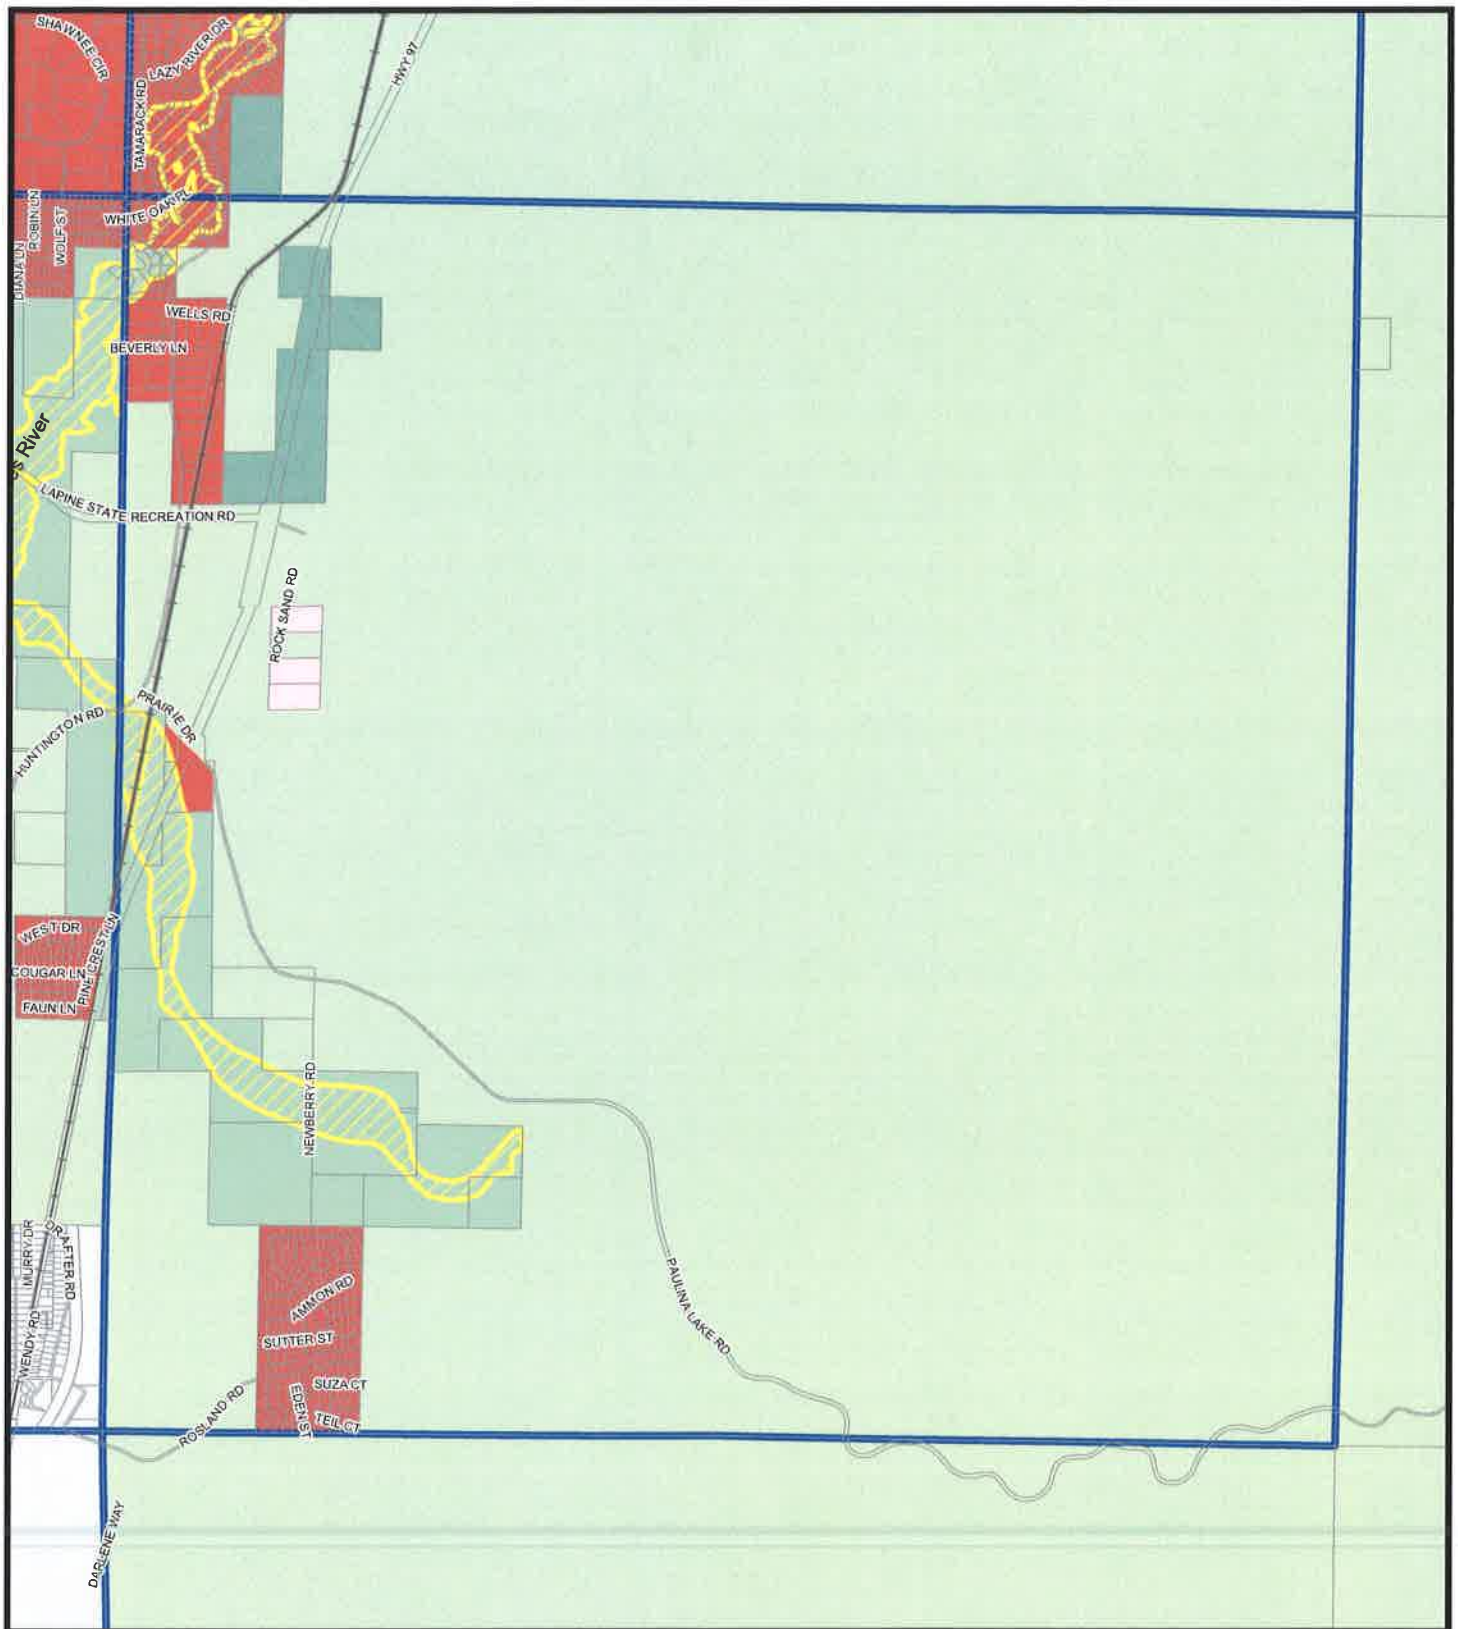 SHAWNEE CIR
LAZY RIVER DR
HWY 97
TAMARACK RD
WHITE OAK PL
ROBIN LN
WOLF ST
DIANA LN
WELLS RD
BEVERLY LN
River
LAPINE STATE RECREATION RD
ROCK SAND RD
PRAIRIE DR
HUNTINGTON RD
WEST DR
COUGAR LN
PINE CREST LN
FAUN LN
NEWBERRY RD
MURRY DR
DRAFTER RD
WENDY RD
AMMON RD
SUTTER ST
PAULINA LAKE RD
SUZA CT
EDEN ST
TEIL CT
ROSLAND RD
DARLENE WAY